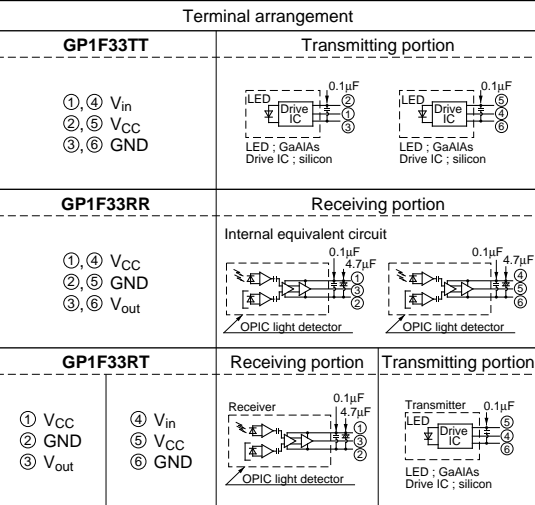 Terminal arrangement
GP1F33TT
Transmitting portion
①, ④ Vin
②, ⑤ VCC
③, ⑥ GND
0.1μF
LED
Drive IC
②
①
③
LED ; GaAlAs
Drive IC ; silicon
0.1μF
LED
Drive IC
⑤
④
⑥
LED ; GaAlAs
Drive IC ; silicon
GP1F33RR
Receiving portion
①, ④ VCC
②, ⑤ GND
③, ⑥ Vout
Internal equivalent circuit
0.1μF
4.7μF
①
③
②
OPIC light detector
0.1μF
4.7μF
④
⑤
⑥
OPIC light detector
GP1F33RT
Receiving portion
Transmitting portion
① VCC
② GND
③ Vout
④ Vin
⑤ VCC
⑥ GND
Receiver
0.1μF
4.7μF
①
③
②
OPIC light detector
Transmitter
0.1μF
LED
Drive IC
⑤
④
⑥
LED ; GaAlAs
Drive IC ; silicon